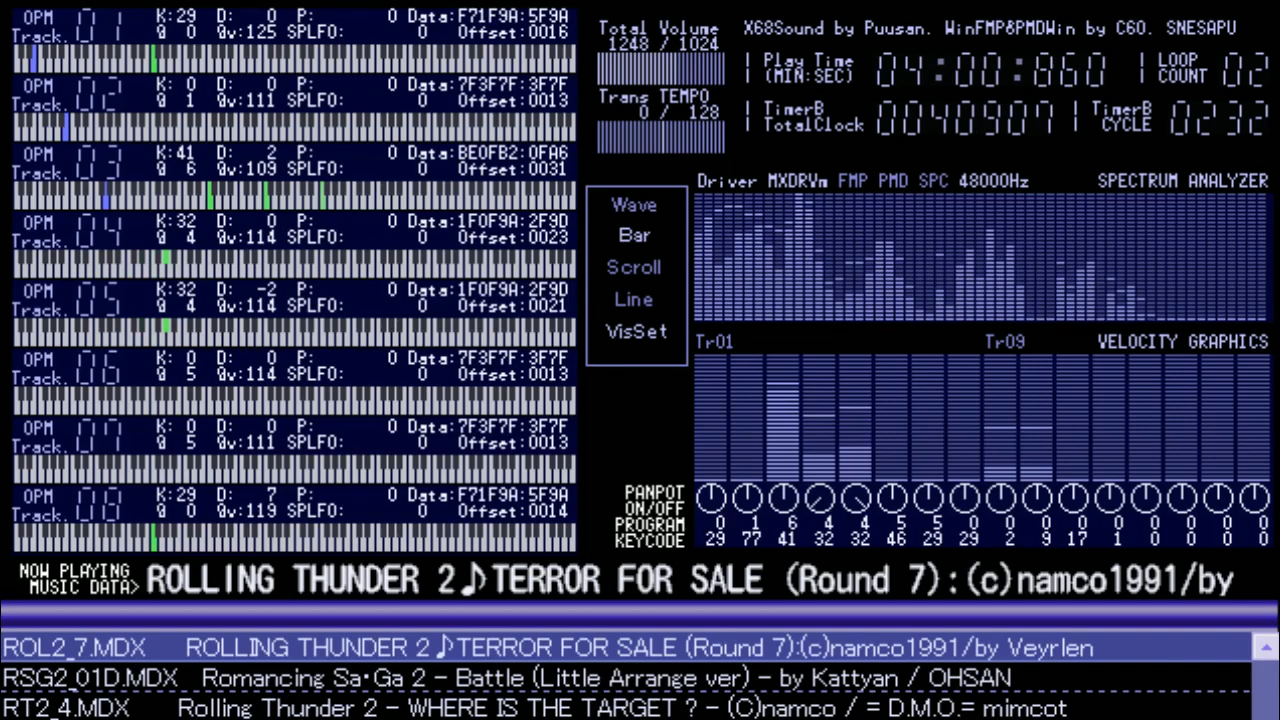 OPM K:29 D: 0 P: 0 Data:F71F9A:5F9A
Track. 01 @ 0 @v:125 SPLFO: 0 Offset:0016
OPM K: 0 D: 0 P: 0 Data:7F3F7F:3F7F
Track. 02 @ 1 @v:111 SPLFO: 0 Offset:0013
OPM K:41 D: 2 P: 0 Data:BE0FB2:0FA6
Track. 03 @ 6 @v:109 SPLFO: 0 Offset:0031
OPM K:32 D: 0 P: 0 Data:1F0F9A:2F9D
Track. 04 @ 4 @v:114 SPLFO: 0 Offset:0023
OPM K:32 D: -2 P: 0 Data:1F0F9A:2F9D
Track. 05 @ 4 @v:114 SPLFO: 0 Offset:0021
OPM K: 0 D: 0 P: 0 Data:7F3F7F:3F7F
Track. 06 @ 5 @v:114 SPLFO: 0 Offset:0013
OPM K: 0 D: 0 P: 0 Data:7F3F7F:3F7F
Track. 07 @ 5 @v:111 SPLFO: 0 Offset:0013
OPM K:29 D: 7 P: 0 Data:F71F9A:5F9A
Track. 08 @ 0 @v:119 SPLFO: 0 Offset:0014
Total Volume
1248 / 1024
Trans TEMPO
0 / 128
X68Sound by Puusan. WinFMP&PMDWin by C60. SNESAPU
Play Time
(MIN:SEC) 04:00:860
LOOP
COUNT 02
TimerB
TotalClock 0040907
TimerB
CYCLE 0232
Driver MXDRVm FMP PMD SPC 48000Hz SPECTRUM ANALYZER
Wave
Bar
Scroll
Line
VisSet
Tr01 Tr09 VELOCITY GRAPHICS
PANPOT
ON/OFF
PROGRAM 0 1 6 4 4 5 5 0 0 0 0 0 0 0 0 0
KEYCODE 29 77 41 32 32 46 29 29 2 9 17 1 0 0 0 0
NOW PLAYING
MUSIC DATA> ROLLING THUNDER 2♪TERROR FOR SALE (Round 7):(c)namco1991/by
ROL2_7.MDX ROLLING THUNDER 2♪TERROR FOR SALE (Round 7):(c)namco1991/by Veyrlen
RSG2_01D.MDX Romancing Sa･Ga 2 - Battle (Little Arrange ver) - by Kattyan / OHSAN
RT2_4.MDX Rolling Thunder 2 - WHERE IS THE TARGET ? - (C)namco / = D.M.O.= mimcot